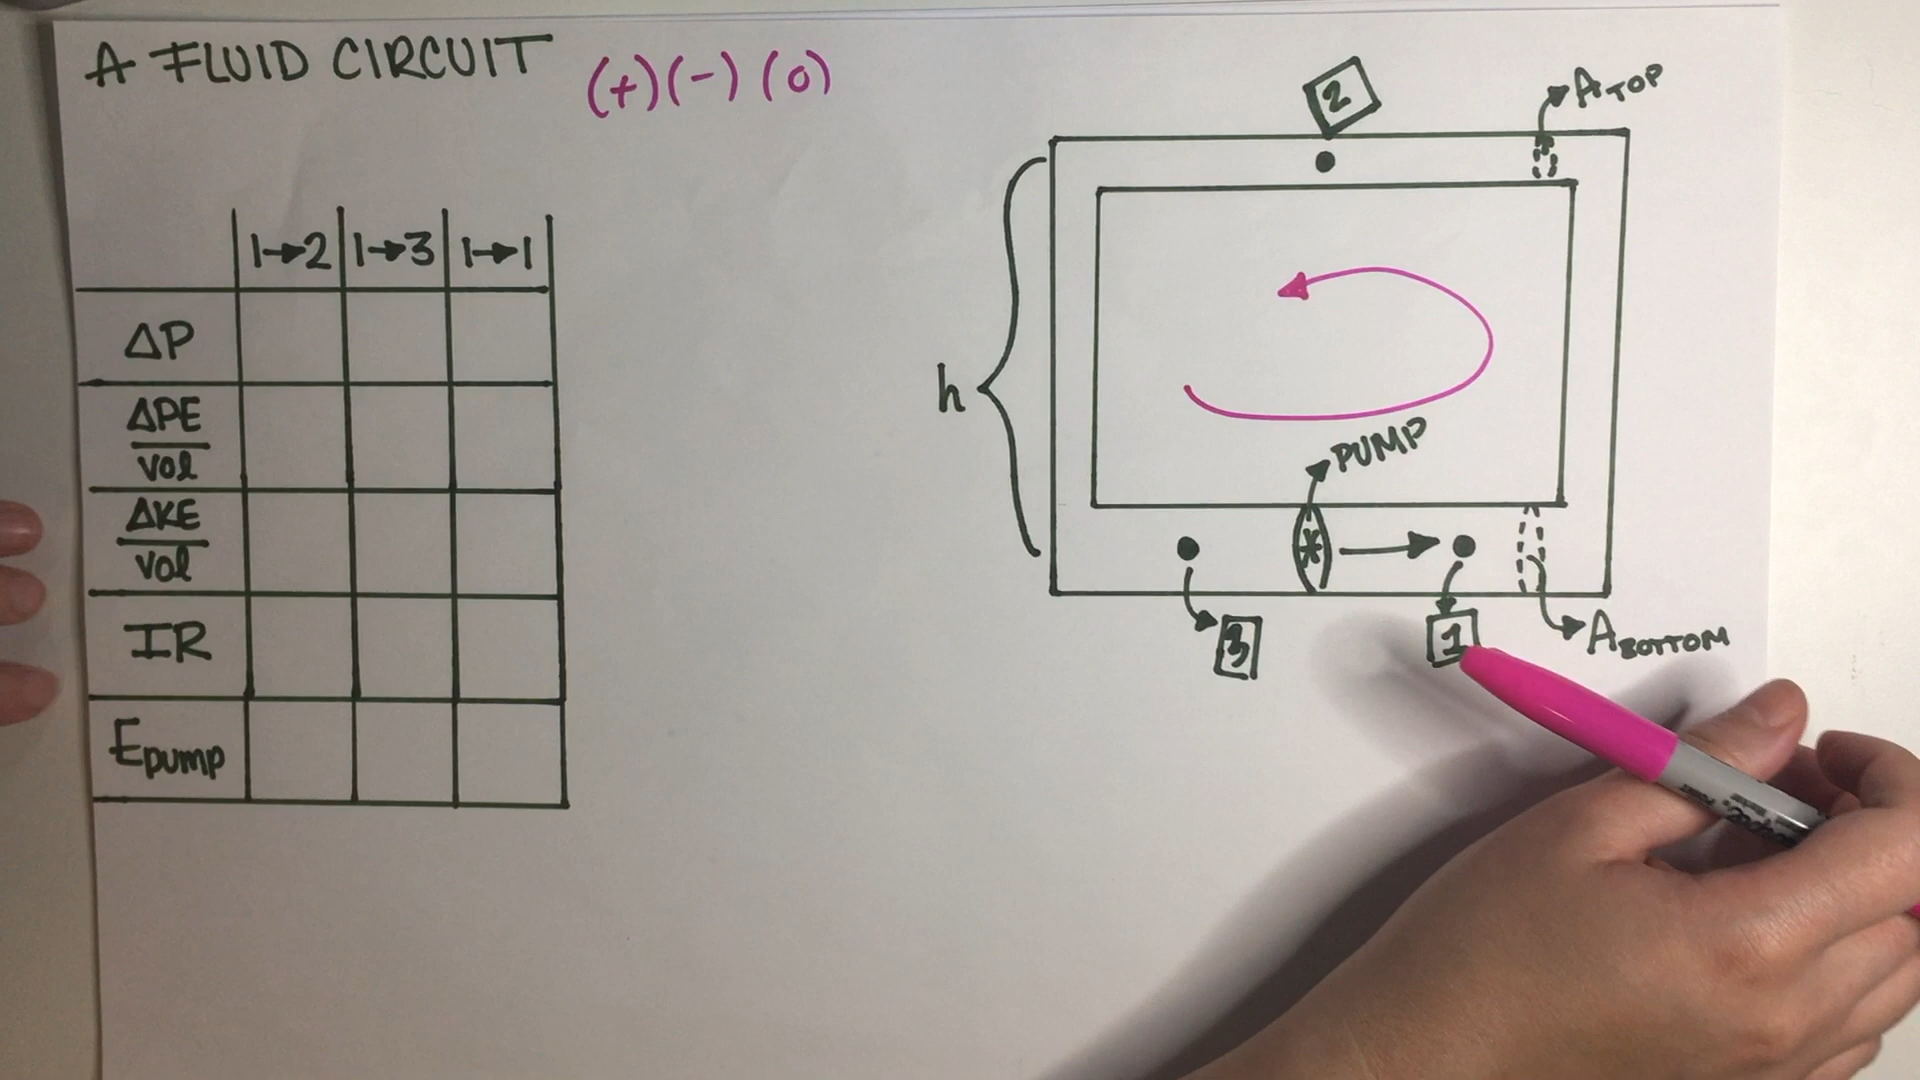 A FLUID CIRCUIT (+) (-) (0)
1→2 1→3 1→1
ΔP
ΔPE
vol
ΔKE
vol
IR
Epump
2
ATOP
h
PUMP
*
3
1
ABOTTOM